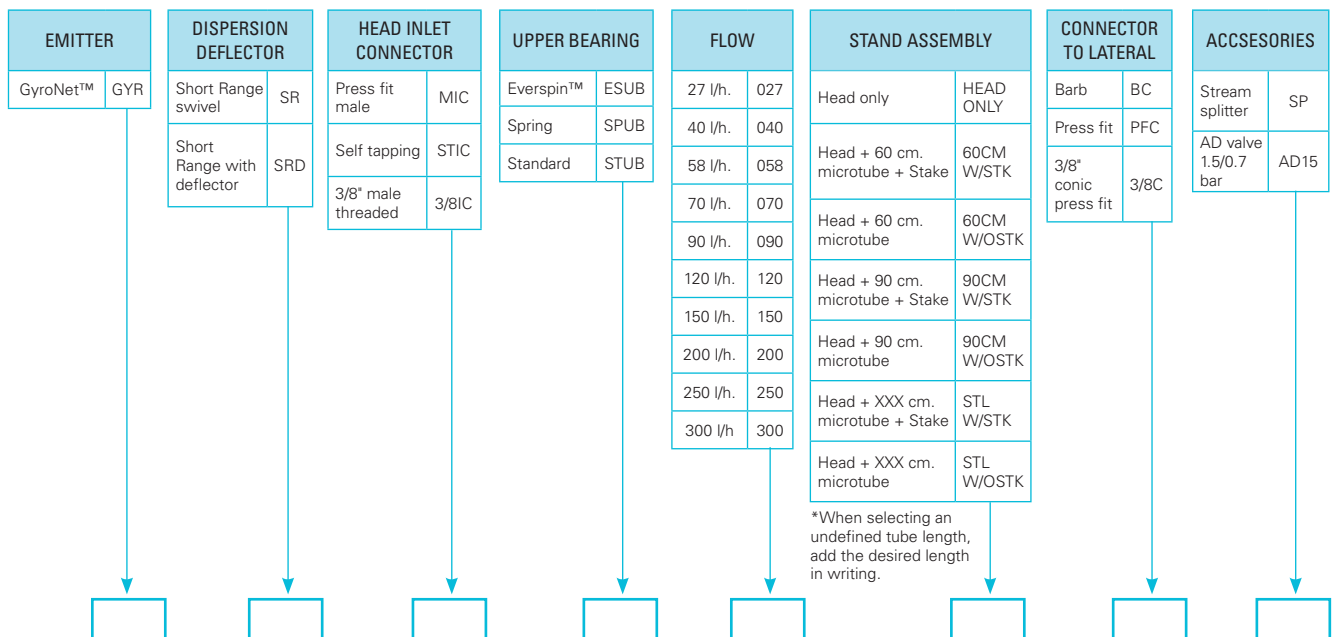 EMITTER
GyroNet™ GYR
DISPERSION
DEFLECTOR
Short Range
swivel
SR
Short
Range with
deflector
SRD
HEAD INLET
CONNECTOR
Press fit
male
MIC
Self tapping STIC
3/8" male
threaded
3/8IC
UPPER BEARING
Everspin™ ESUB
Spring SPUB
Standard STUB
FLOW
27 l/h. 027
40 l/h. 040
58 l/h. 058
70 l/h. 070
90 l/h. 090
120 l/h. 120
150 l/h. 150
200 l/h. 200
250 l/h. 250
300 l/h 300
STAND ASSEMBLY
Head only
HEAD
ONLY
Head + 60 cm.
microtube + Stake
60CM
W/STK
Head + 60 cm.
microtube
60CM
W/OSTK
Head + 90 cm.
microtube + Stake
90CM
W/STK
Head + 90 cm.
microtube
90CM
W/OSTK
Head + XXX cm.
microtube + Stake
STL
W/STK
Head + XXX cm.
microtube
STL
W/OSTK
*When selecting an
undefined tube length,
add the desired length
in writing.
CONNECTOR
TO LATERAL
Barb BC
Press fit PFC
3/8"
conic
press fit
3/8C
ACCSESORIES
Stream
splitter
SP
AD valve
1.5/0.7
bar
AD15